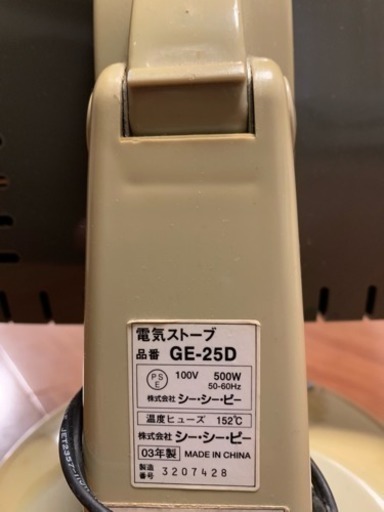 電気ストーブ
品番 GE-25D
PSE 100V 500W
50-60Hz
株式会社 シー・シー・ピー
温度ヒューズ 152℃
株式会社 シー・シー・ピー
03年製 MADE IN CHINA
製造番号 3207428